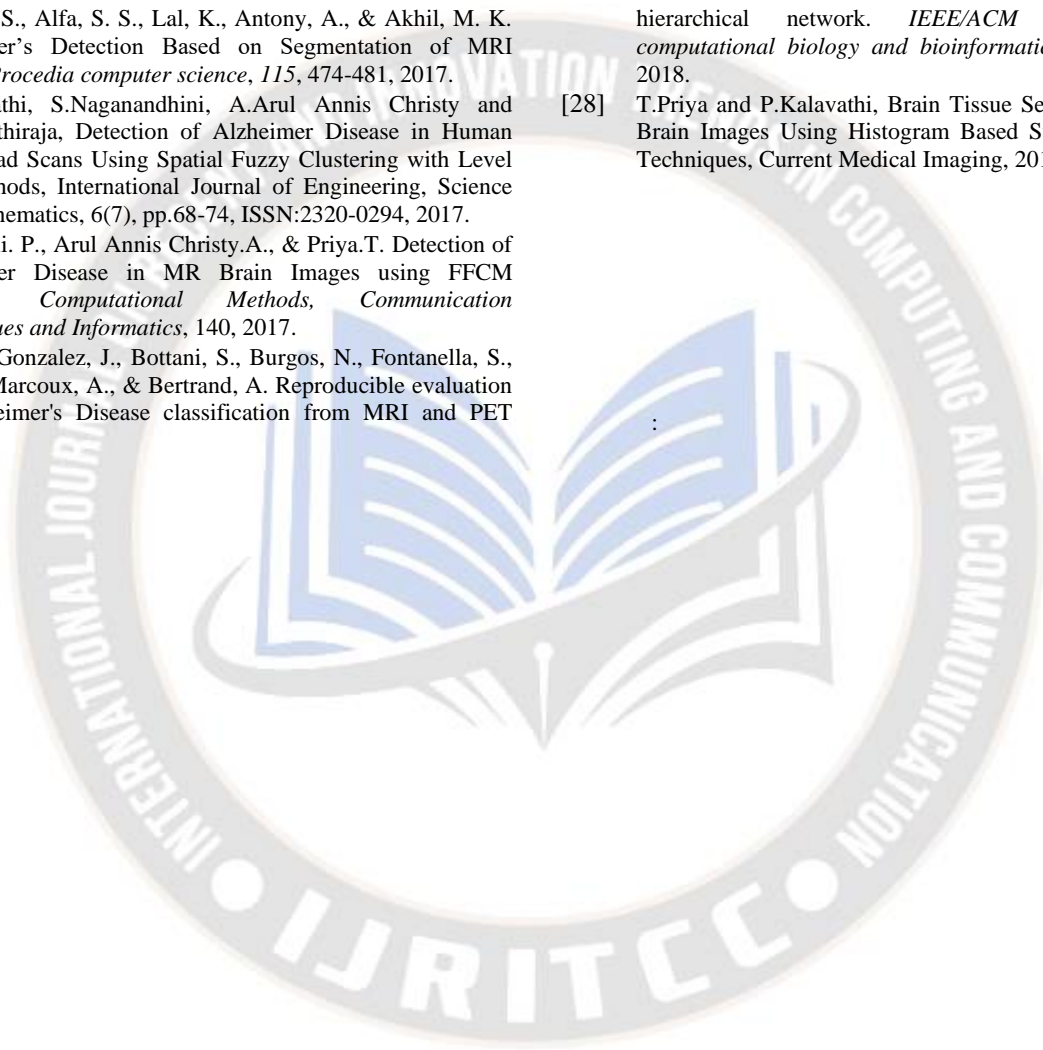 S., Alfa, S. S., Lal, K., Antony, A., & Akhil, M. K.
er’s Detection Based on Segmentation of MRI
Procedia computer science, 115, 474-481, 2017.
athi, S.Naganandhini, A.Arul Annis Christy and
thiraja, Detection of Alzheimer Disease in Human
ad Scans Using Spatial Fuzzy Clustering with Level
hods, International Journal of Engineering, Science
hematics, 6(7), pp.68-74, ISSN:2320-0294, 2017.
i. P., Arul Annis Christy.A., & Priya.T. Detection of
er Disease in MR Brain Images using FFCM
Computational Methods, Communication
ues and Informatics, 140, 2017.
Gonzalez, J., Bottani, S., Burgos, N., Fontanella, S.,
Marcoux, A., & Bertrand, A. Reproducible evaluation
eimer's Disease classification from MRI and PET
hierarchical network. IEEE/ACM
computational biology and bioinformatic
2018.
[28] T.Priya and P.Kalavathi, Brain Tissue Se
Brain Images Using Histogram Based S
Techniques, Current Medical Imaging, 201
:
INTERNATIONAL JOURNAL ON RECENT AND INNOVATION TRENDS IN COMPUTING AND COMMUNICATION
IJRITCC